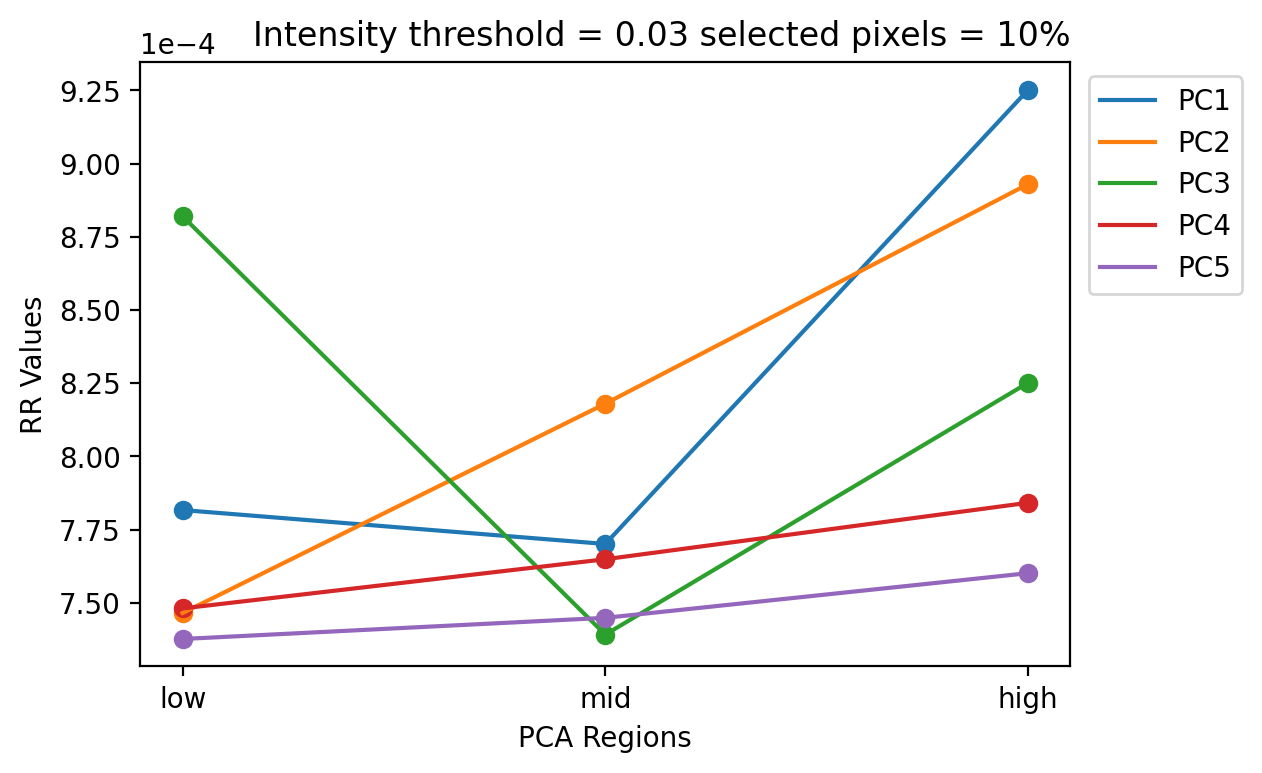 Intensity threshold = 0.03 selected pixels = 10%
1e−4
9.25
9.00
8.75
8.50
8.25
8.00
7.75
7.50
RR Values
low
mid
high
PCA Regions
PC1
PC2
PC3
PC4
PC5